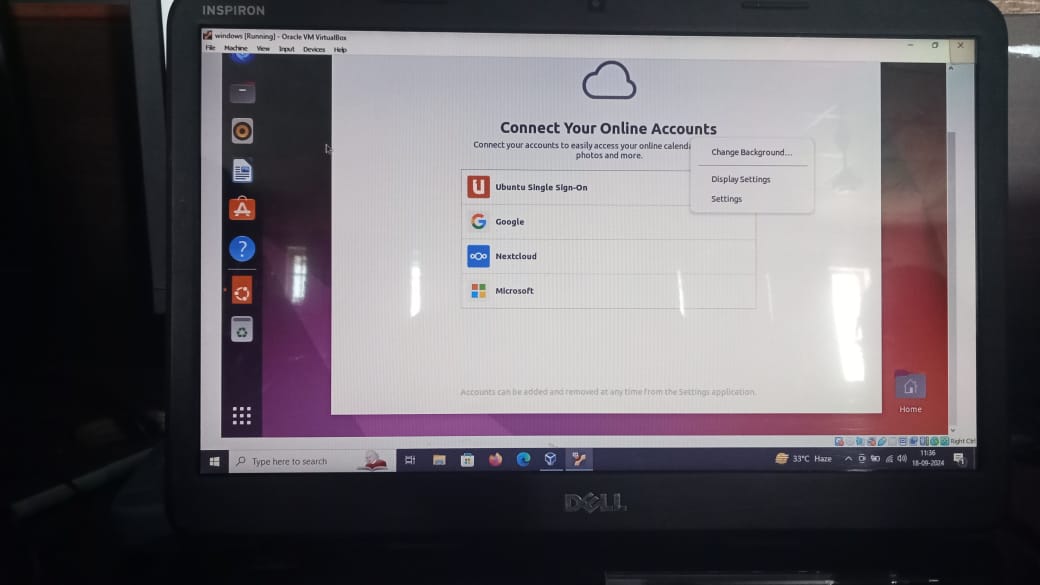 INSPIRON
windows [Running] - Oracle VM VirtualBox
File Machine View Input Devices Help
Connect Your Online Accounts
Connect your accounts to easily access your online calenda
photos and more.
Change Background...
Display Settings
Settings
Ubuntu Single Sign-On
Google
Nextcloud
Microsoft
Accounts can be added and removed at any time from the Settings application.
Home
Right Ctrl
Type here to search
33°C Haze
11:36
18-09-2024
DELL